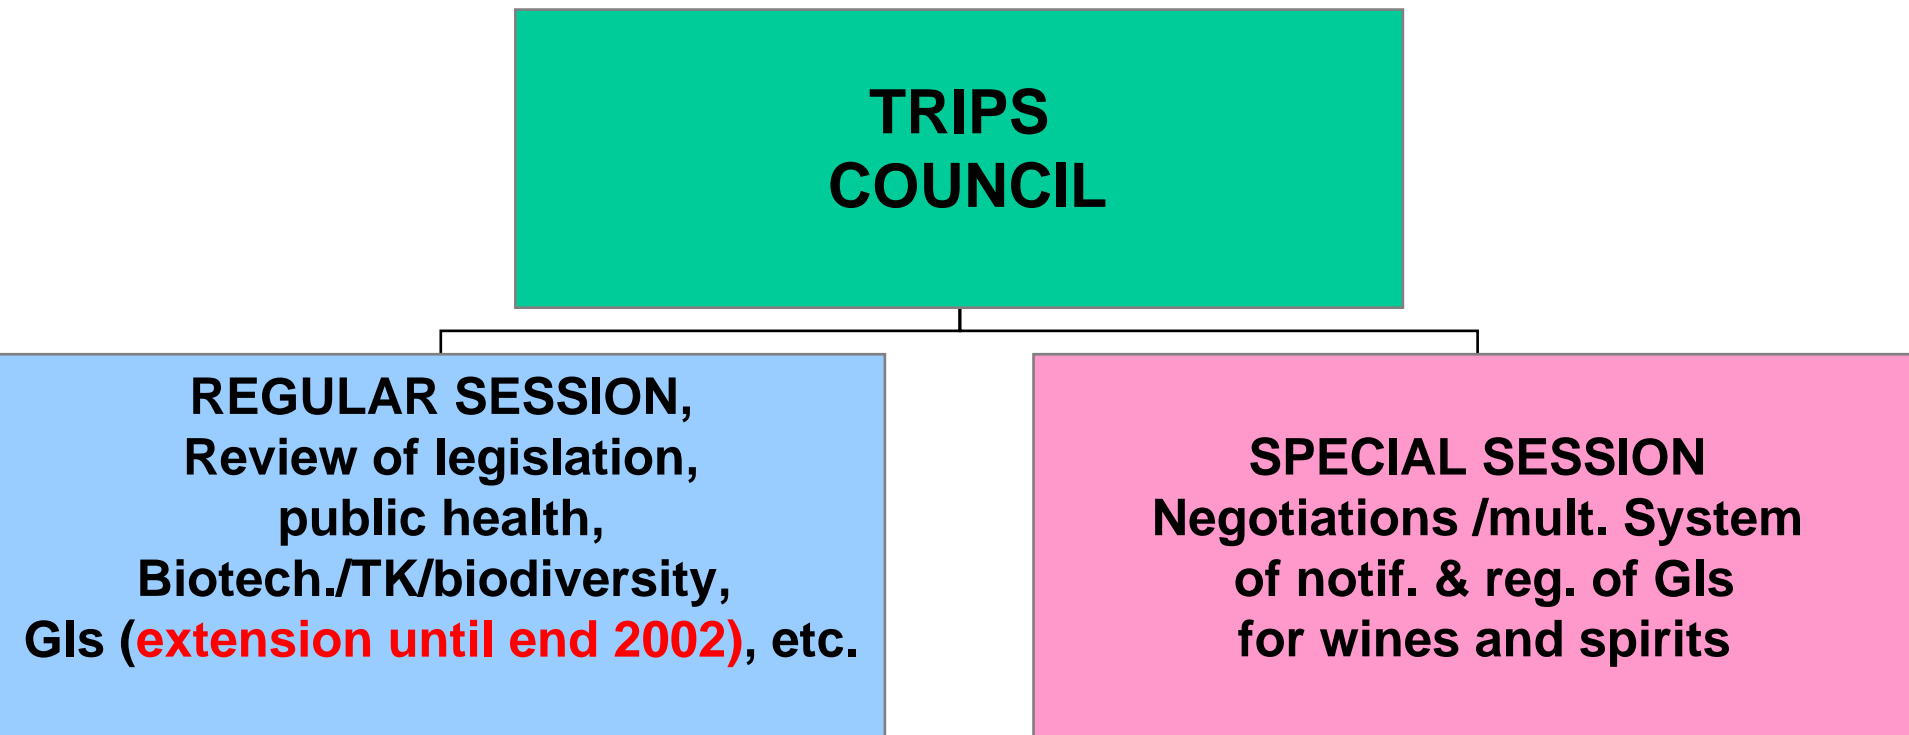 TRIPS
COUNCIL
REGULAR SESSION,
Review of legislation,
public health,
Biotech./TK/biodiversity,
GIs (extension until end 2002), etc.
SPECIAL SESSION
Negotiations /mult. System
of notif. & reg. of GIs
for wines and spirits